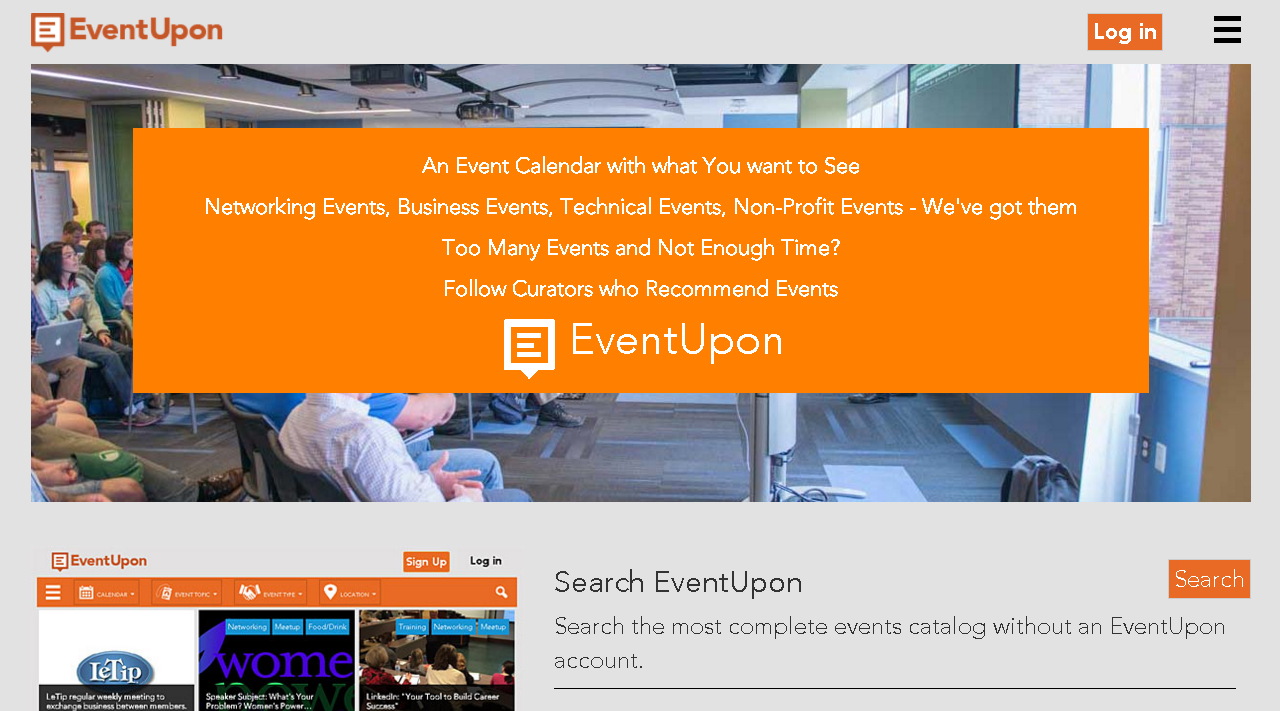 EventUpon
Log in
An Event Calendar with what You want to See
Networking Events, Business Events, Technical Events, Non-Profit Events - We've got them
Too Many Events and Not Enough Time?
Follow Curators who Recommend Events
EventUpon
EventUpon
Sign Up
Log in
CALENDAR
EVENT TOPIC
EVENT TYPE
LOCATION
Networking Meetup Food/Drink
Training Networking Meetup
LeTip
wome
LeTip regular weekly meeting to
exchange business between members.
Speaker Subject: What's Your
Problem? Women's Power...
LinkedIn: "Your Tool to Build Career
Success"
Search EventUpon
Search
Search the most complete events catalog without an EventUpon
account.